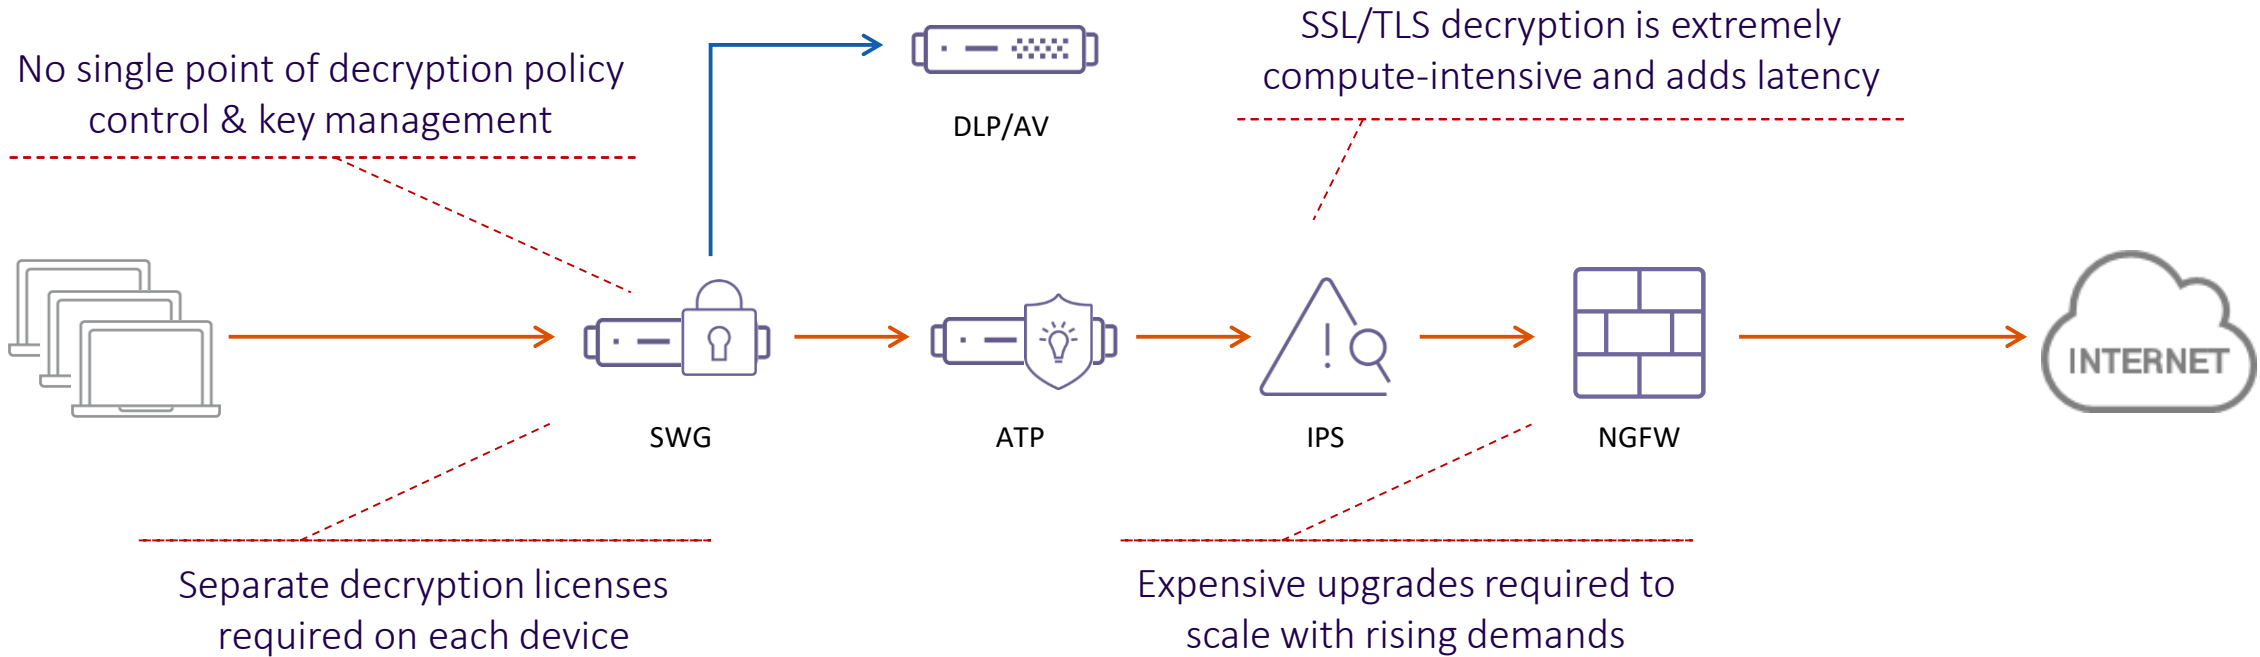 No single point of decryption policy
control & key management
DLP/AV
SSL/TLS decryption is extremely
compute-intensive and adds latency
SWG
ATP
IPS
NGFW
INTERNET
Separate decryption licenses
required on each device
Expensive upgrades required to
scale with rising demands